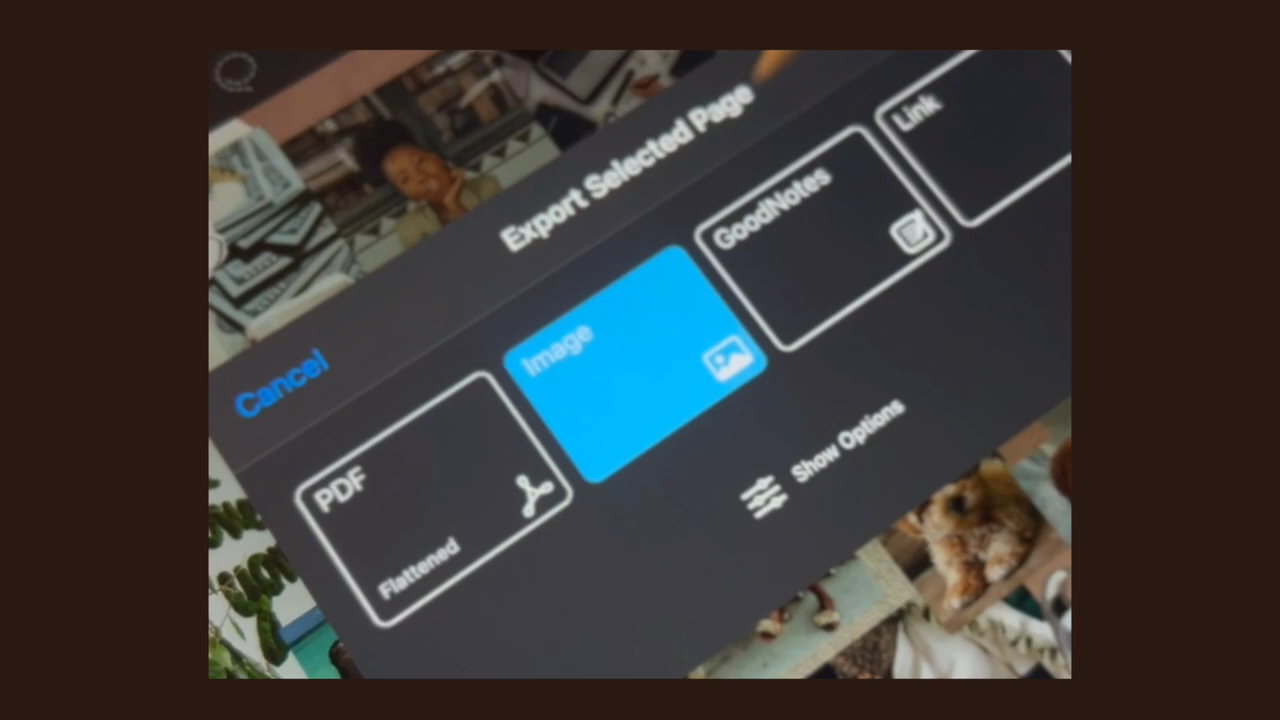 Export Selected Page
Cancel
PDF
Flattened
Image
GoodNotes
Link
Show Options